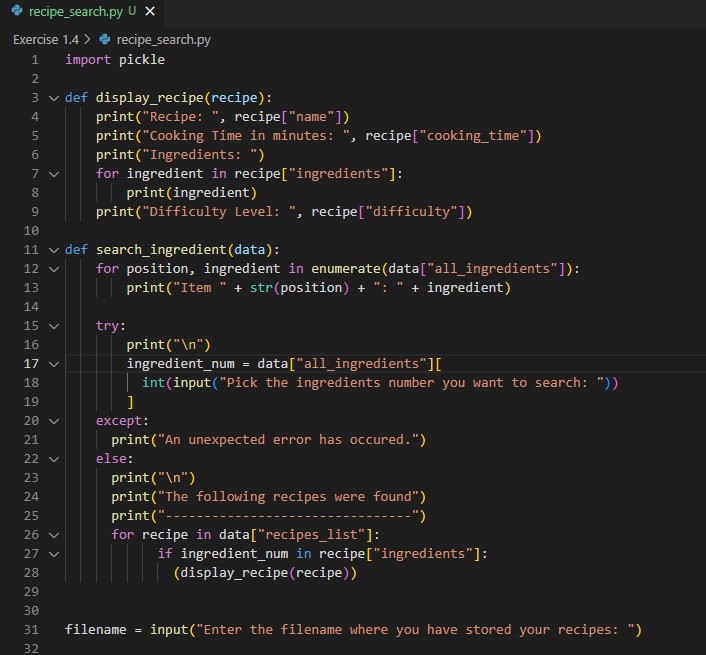 recipe_search.py U ×
Exercise 1.4 > recipe_search.py
1 import pickle
2
3 def display_recipe(recipe):
4     print("Recipe: ", recipe["name"])
5     print("Cooking Time in minutes: ", recipe["cooking_time"])
6     print("Ingredients: ")
7     for ingredient in recipe["ingredients"]:
8         print(ingredient)
9     print("Difficulty Level: ", recipe["difficulty"])
10
11 def search_ingredient(data):
12     for position, ingredient in enumerate(data["all_ingredients"]):
13         print("Item " + str(position) + ": " + ingredient)
14
15     try:
16         print("\n")
17         ingredient_num = data["all_ingredients"][
18           int(input("Pick the ingredients number you want to search: "))
19         ]
20     except:
21       print("An unexpected error has occured.")
22     else:
23       print("\n")
24       print("The following recipes were found")
25       print("--------------------------------")
26       for recipe in data["recipes_list"]:
27             if ingredient_num in recipe["ingredients"]:
28               (display_recipe(recipe))
29
30
31 filename = input("Enter the filename where you have stored your recipes: ")
32